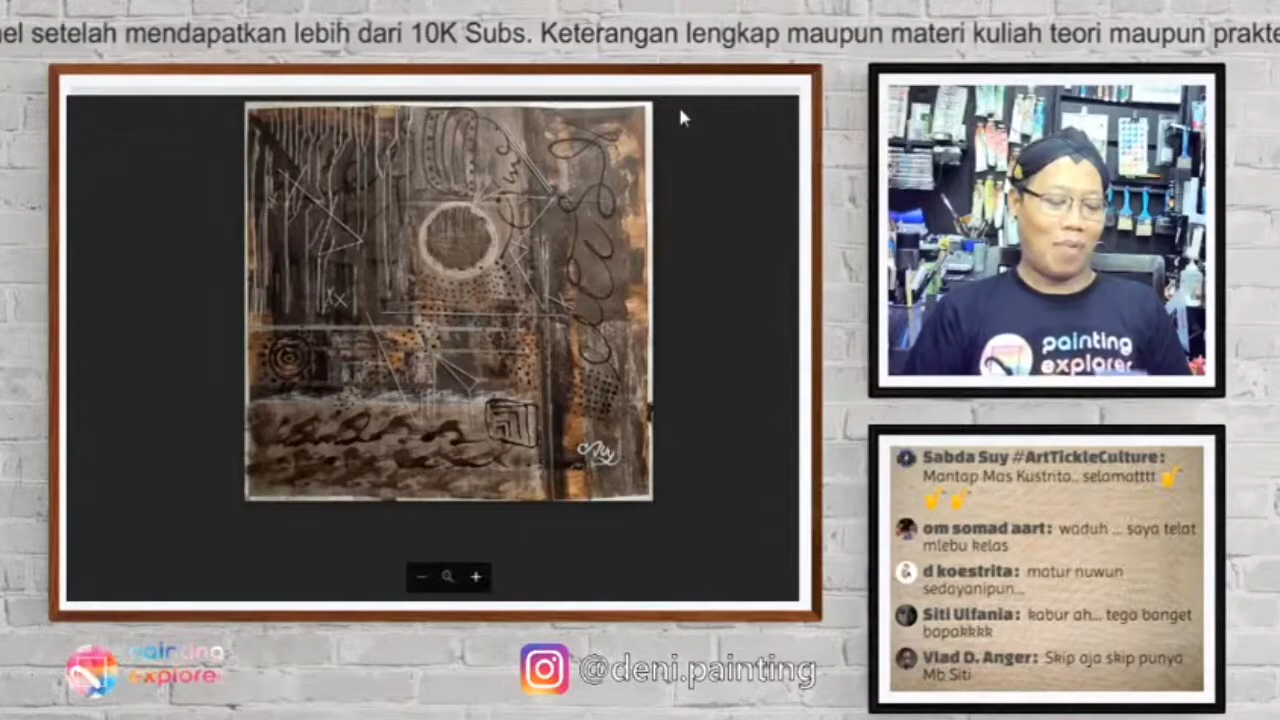 nel setelah mendapatkan lebih dari 10K Subs. Keterangan lengkap maupun materi kuliah teori maupun prakte
painting
explorer
Sabda Suy #ArtTickleCulture:
Mantap Mas Kustrito.. selamatttt
om somad aart: waduh ... saya telat
mlebu kelas
d koestrita: matur nuwun
sedayanipun...
Siti Ulfania: kabur ah... tega banget
bapakkkk
Vlad D. Anger: Skip aja skip punya
Mb Siti
painting
explore
@deni.painting